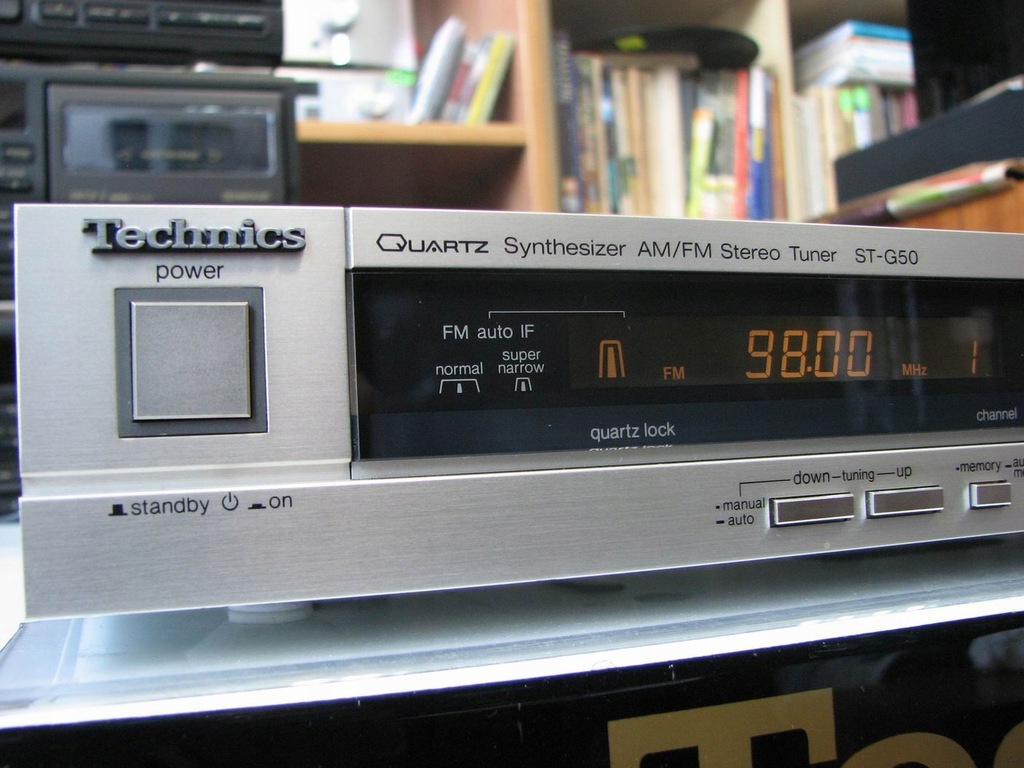 Technics
power
QUARTZ Synthesizer AM/FM Stereo Tuner ST-G50
FM auto IF
normal
super
narrow
FM 98.00 MHz 1
quartz lock
channel
standby on
down tuning up
manual
auto
memory